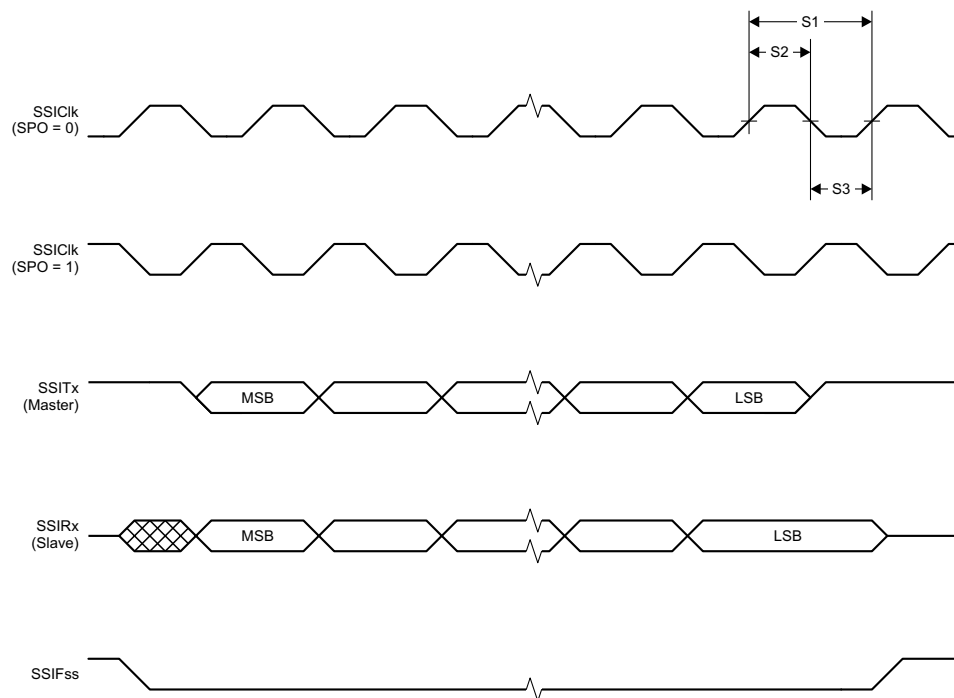 S1
S2
SSIClk
(SPO = 0)
S3
SSIClk
(SPO = 1)
SSITx
(Master)
MSB
LSB
SSIRx
(Slave)
MSB
LSB
SSIFss